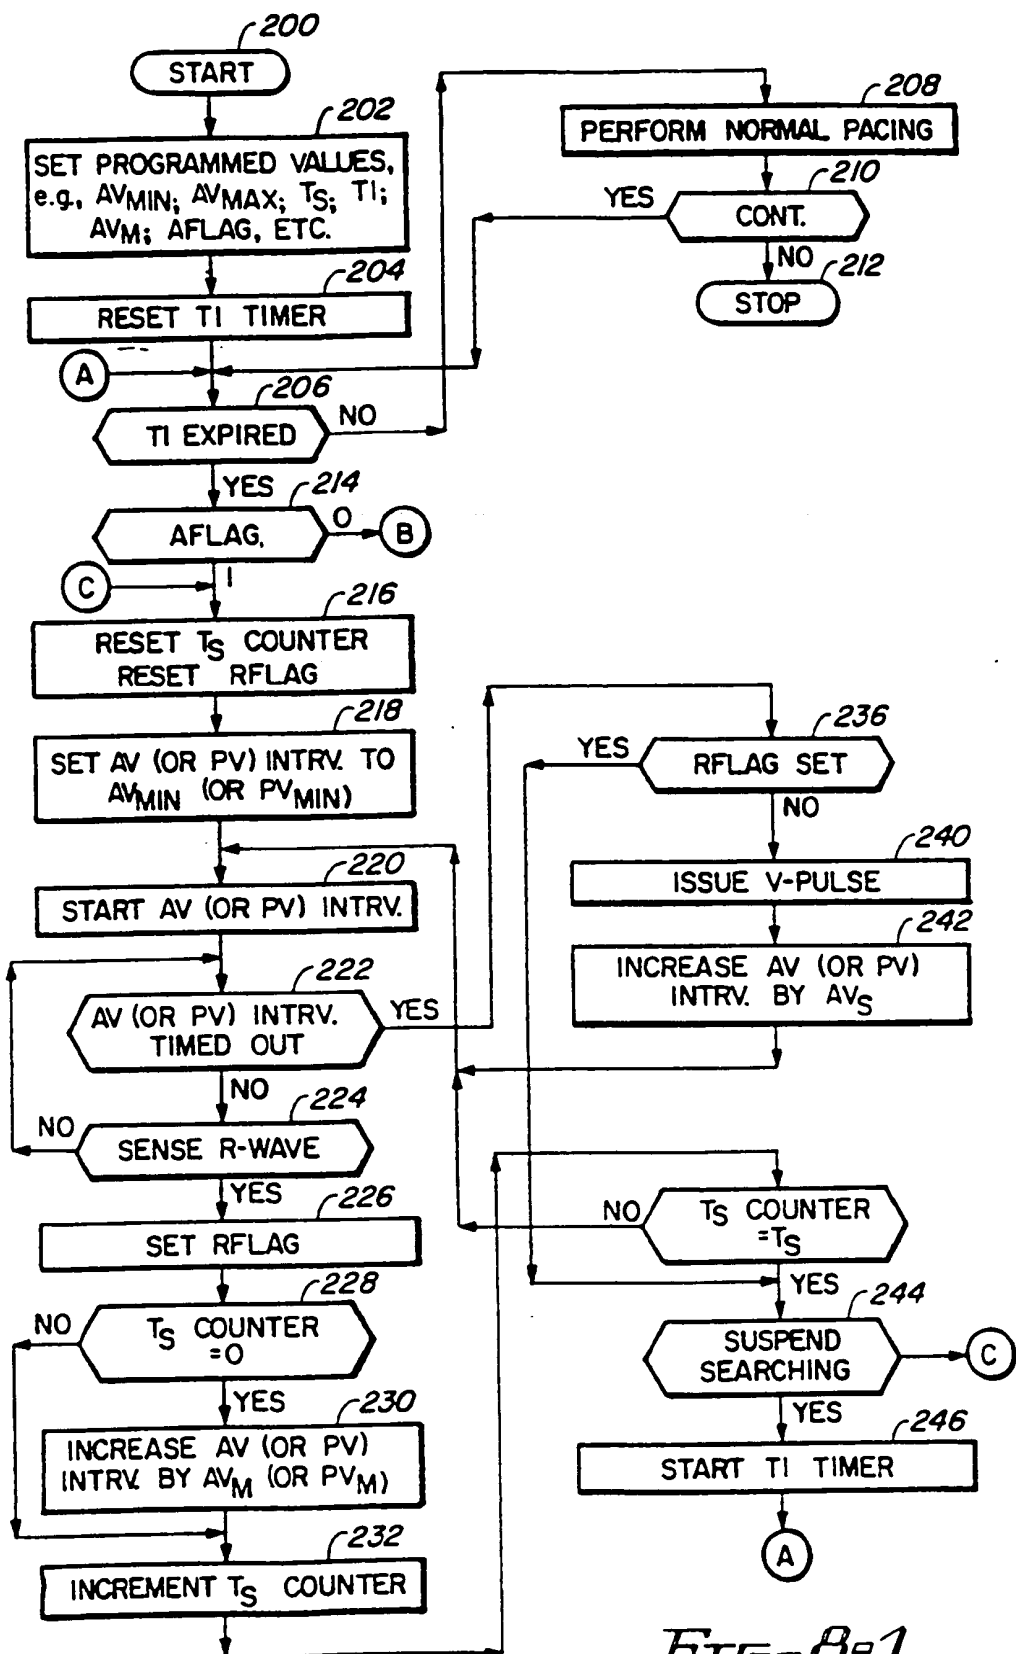 200
START
202
SET PROGRAMMED VALUES,
e.g., AVMIN; AVMAX; TS; TI;
AVM; AFLAG, ETC.
204
RESET TI TIMER
A
206
TI EXPIRED
NO
YES
214
AFLAG.
0
B
C
1
216
RESET TS COUNTER
RESET RFLAG
218
SET AV (OR PV) INTRV. TO
AVMIN (OR PVMIN)
220
START AV (OR PV) INTRV.
222
AV (OR PV) INTRV.
TIMED OUT
YES
NO
224
NO
SENSE R-WAVE
YES
226
SET RFLAG
228
NO
TS COUNTER
=0
YES
230
INCREASE AV (OR PV)
INTRV. BY AVM (OR PVM)
232
INCREMENT TS COUNTER
208
PERFORM NORMAL PACING
210
YES
CONT.
NO
212
STOP
236
YES
RFLAG SET
NO
240
ISSUE V-PULSE
242
INCREASE AV (OR PV)
INTRV. BY AVS
NO
TS COUNTER
=TS
YES
244
SUSPEND
SEARCHING
C
YES
246
START TI TIMER
A
FIG-8-1